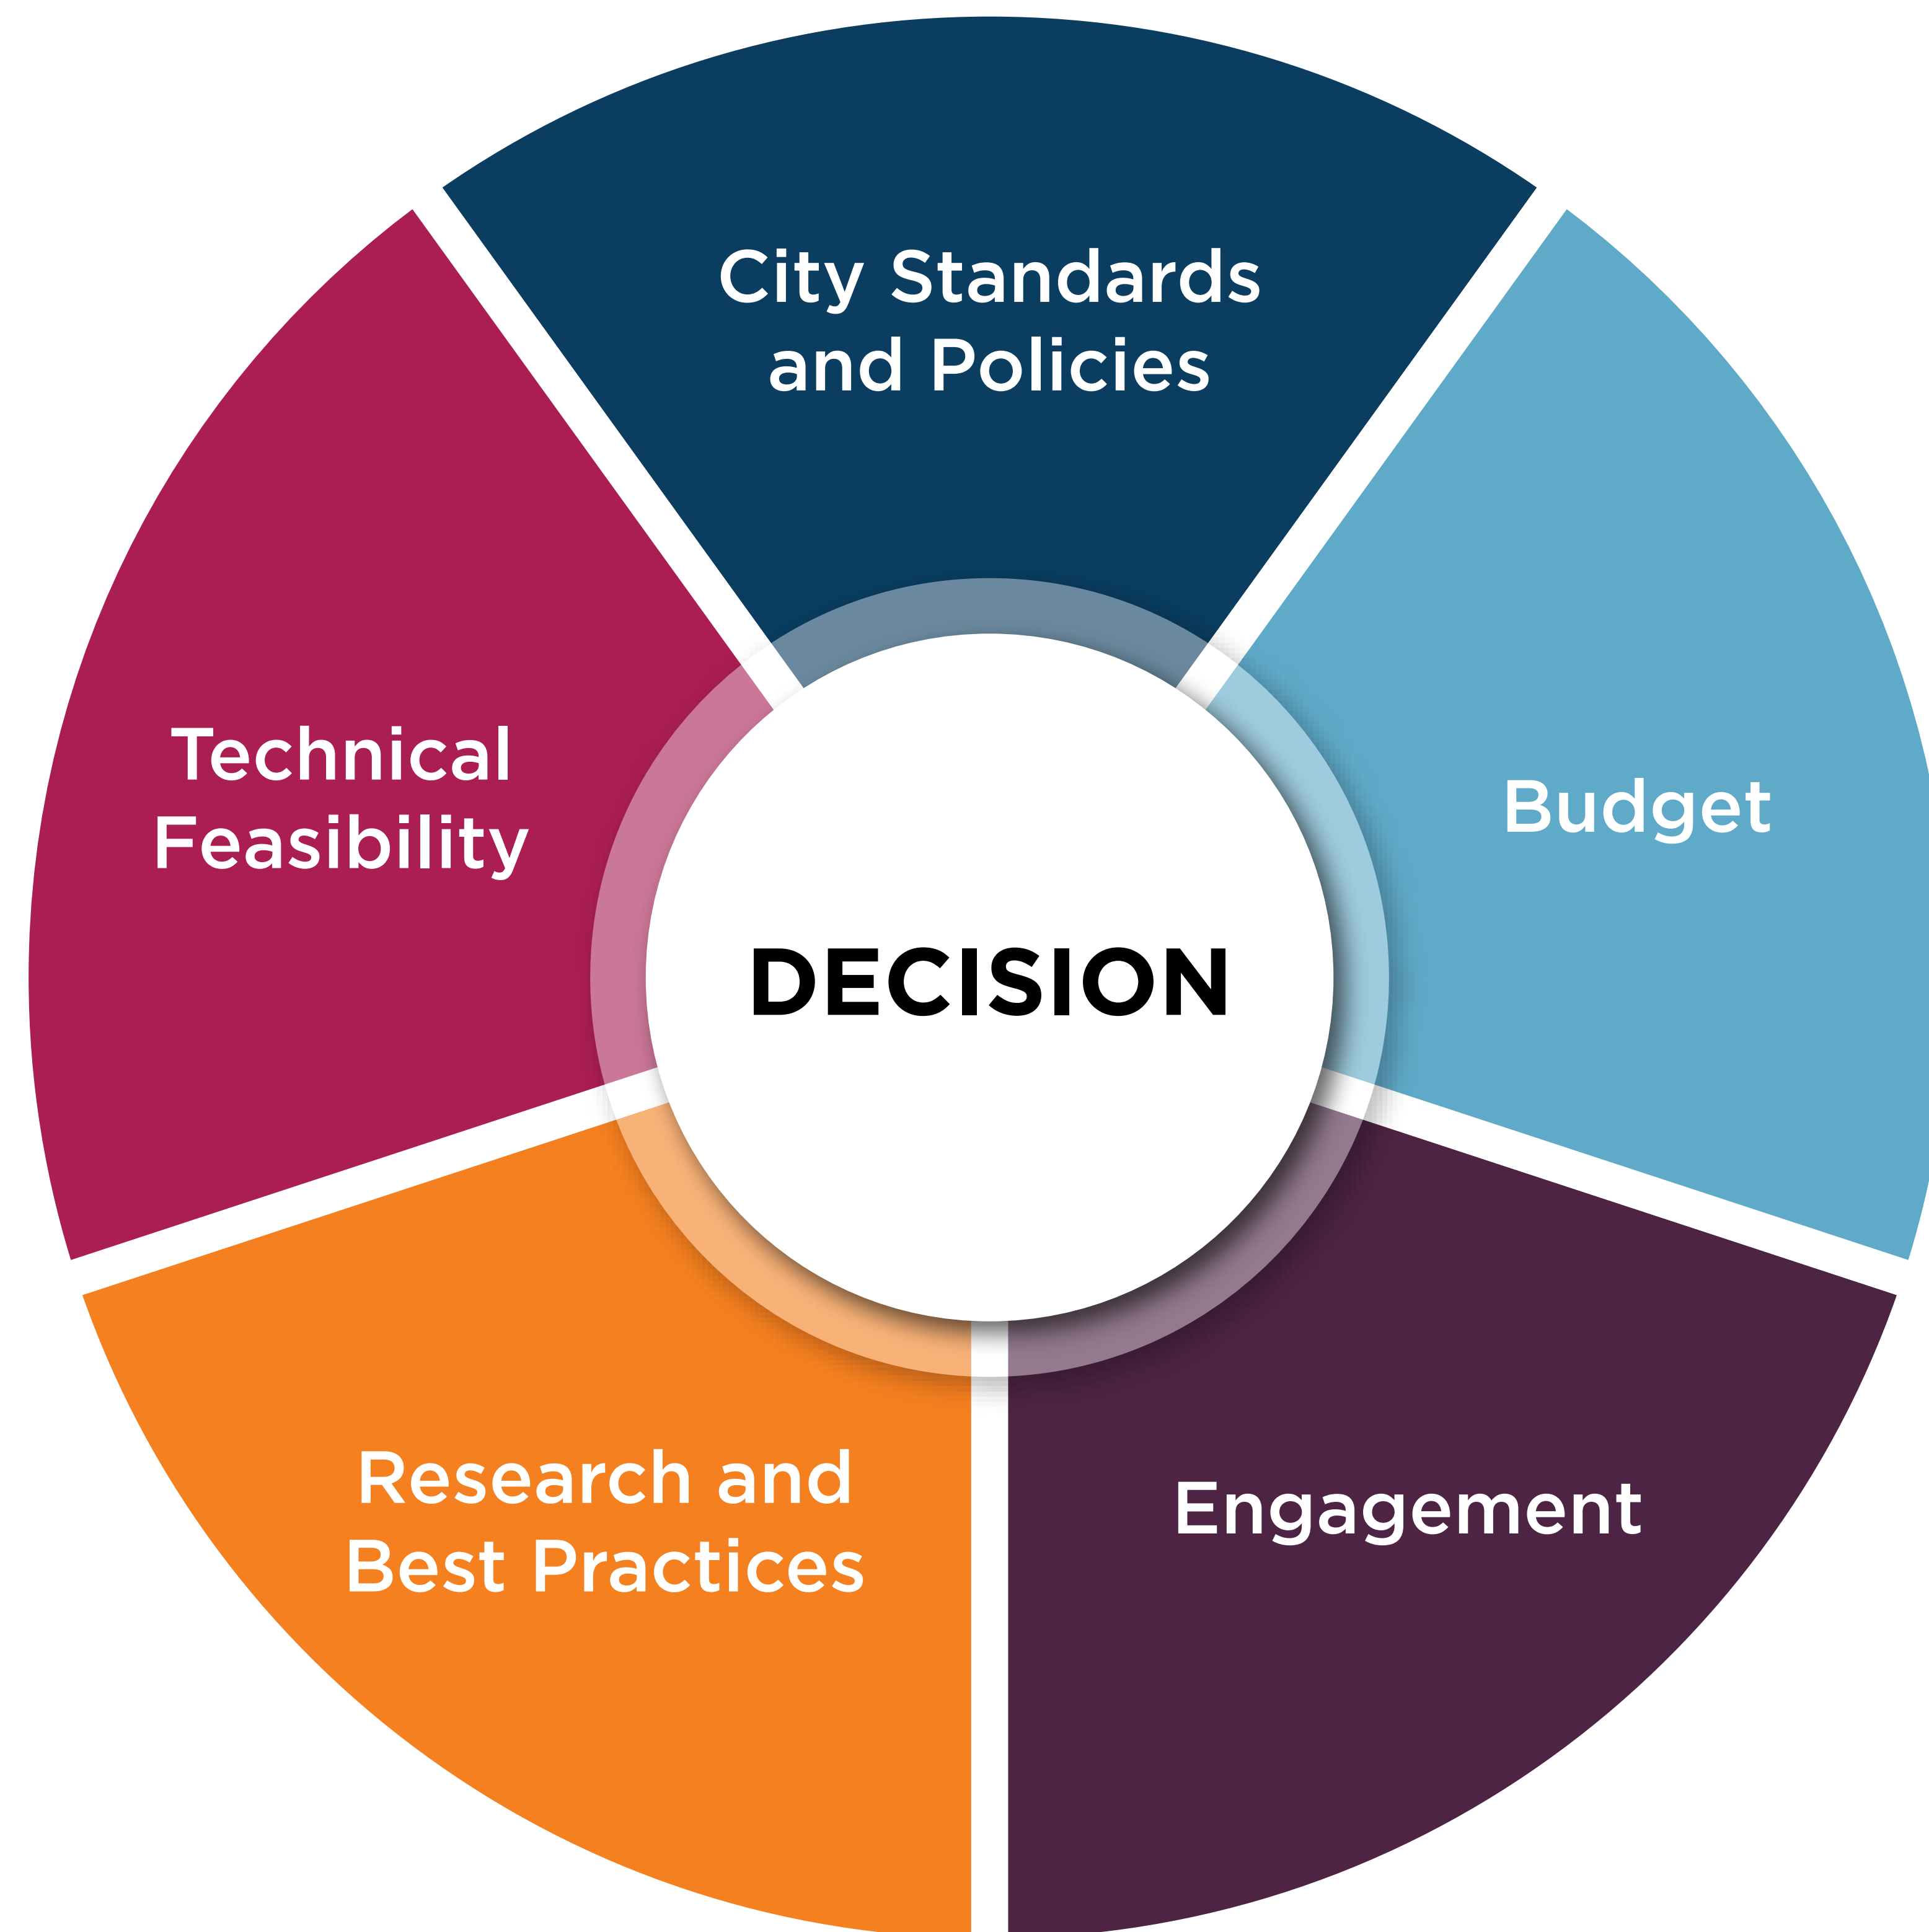 City Standards
and Policies
Technical
Feasibility
Budget
DECISION
Research and
Best Practices
Engagement